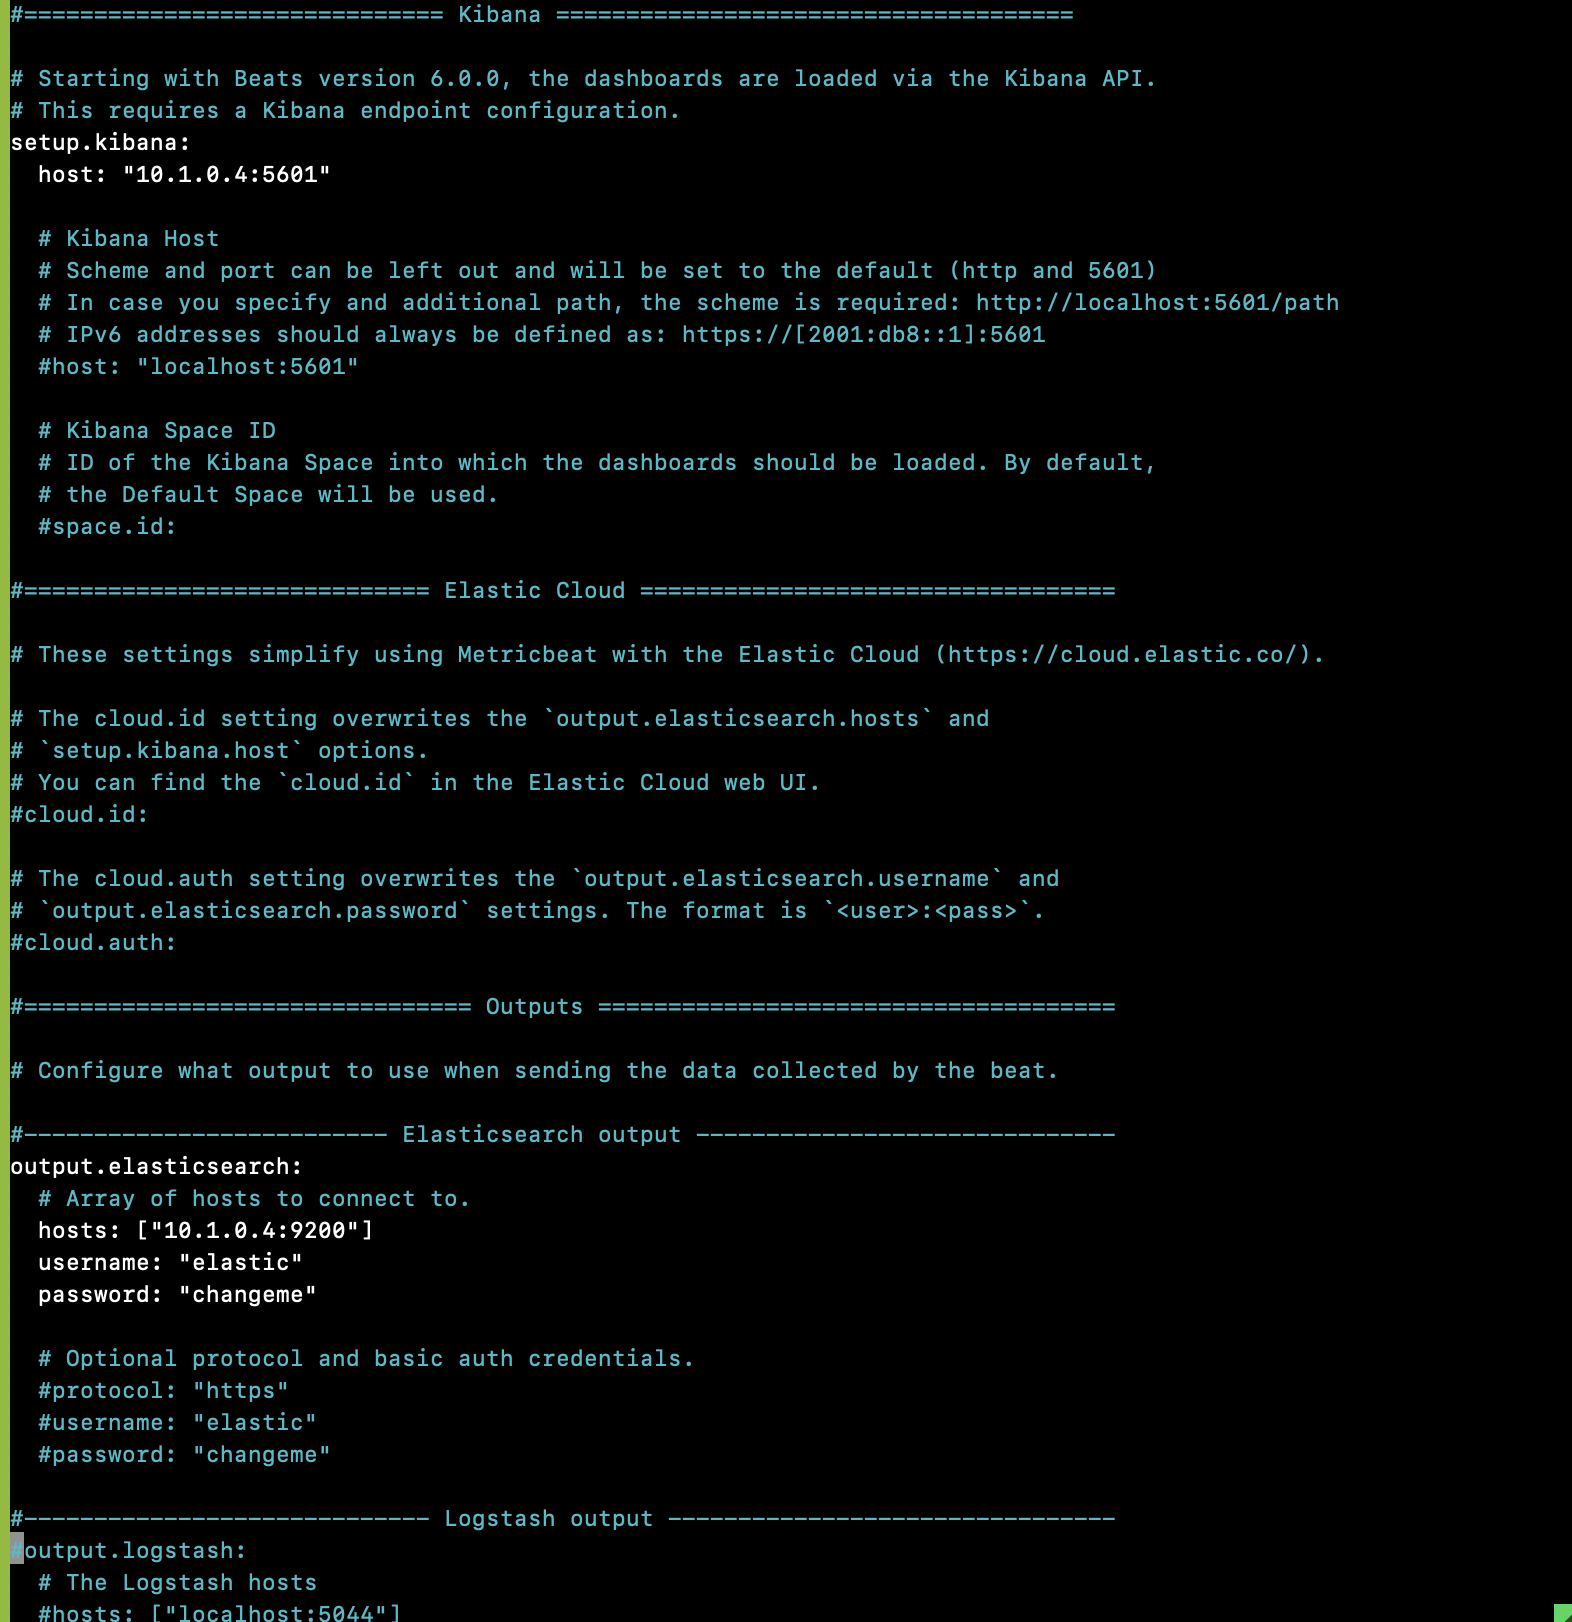 #============================== Kibana =====================================
# Starting with Beats version 6.0.0, the dashboards are loaded via the Kibana API.
# This requires a Kibana endpoint configuration.
setup.kibana:
  host: "10.1.0.4:5601"
  # Kibana Host
  # Scheme and port can be left out and will be set to the default (http and 5601)
  # In case you specify and additional path, the scheme is required: http://localhost:5601/path
  # IPv6 addresses should always be defined as: https://[2001:db8::1]:5601
  #host: "localhost:5601"
  # Kibana Space ID
  # ID of the Kibana Space into which the dashboards should be loaded. By default,
  # the Default Space will be used.
  #space.id:
#============================= Elastic Cloud ==================================
# These settings simplify using Metricbeat with the Elastic Cloud (https://cloud.elastic.co/).
# The cloud.id setting overwrites the `output.elasticsearch.hosts` and
# `setup.kibana.host` options.
# You can find the `cloud.id` in the Elastic Cloud web UI.
#cloud.id:
# The cloud.auth setting overwrites the `output.elasticsearch.username` and
# `output.elasticsearch.password` settings. The format is `<user>:<pass>`.
#cloud.auth:
#================================ Outputs =====================================
# Configure what output to use when sending the data collected by the beat.
#-------------------------- Elasticsearch output ------------------------------
output.elasticsearch:
  # Array of hosts to connect to.
  hosts: ["10.1.0.4:9200"]
  username: "elastic"
  password: "changeme"
  # Optional protocol and basic auth credentials.
  #protocol: "https"
  #username: "elastic"
  #password: "changeme"
#----------------------------- Logstash output --------------------------------
#output.logstash:
  # The Logstash hosts
  #hosts: ["localhost:5044"]